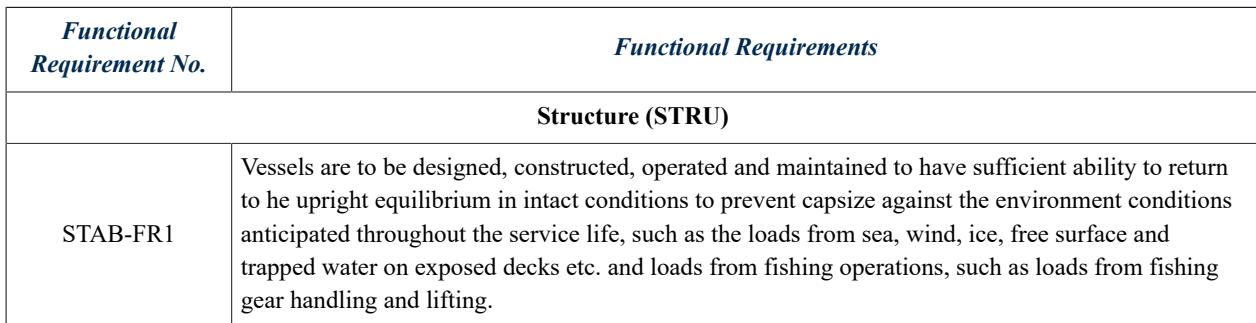 Functional
Requirement No.
Functional Requirements
Structure (STRU)
STAB-FR1
Vessels are to be designed, constructed, operated and maintained to have sufficient ability to return
to he upright equilibrium in intact conditions to prevent capsize against the environment conditions
anticipated throughout the service life, such as the loads from sea, wind, ice, free surface and
trapped water on exposed decks etc. and loads from fishing operations, such as loads from fishing
gear handling and lifting.